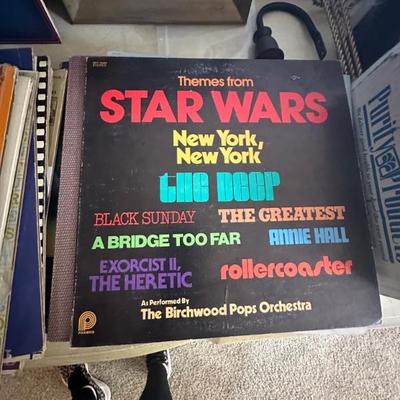 Themes from
STAR WARS
New York,
New York
the DEEP
BLACK SUNDAY THE GREATEST
A BRIDGE TOO FAR ANNIE HALL
EXORCIST II,
THE HERETIC rollercoaster
As Performed By
The Birchwood Pops Orchestra